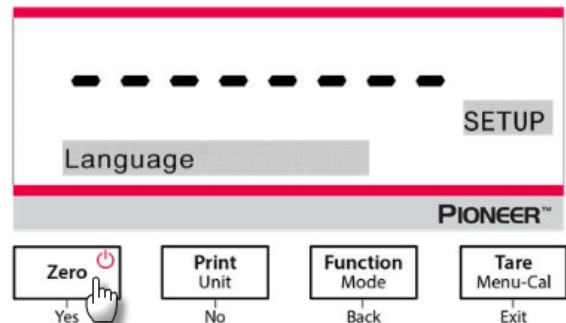 SETUP
Language
PIONEER™
Zero Print Function Tare
Unit Mode Menu-Cal
Yes No Back Exit